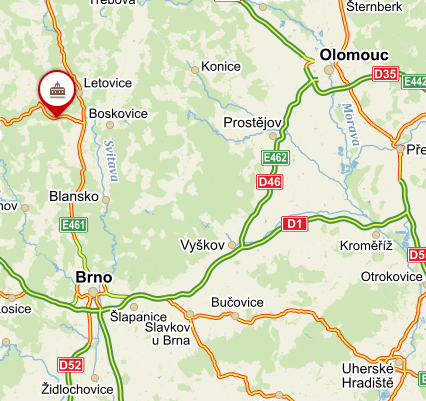 Třebova
Šternberk
Olomouc
Konice
D35
E442
Letovice
Boskovice
Prostějov
Morava
Svitava
E462
D46
Blansko
E461
D1
Vyškov
Kroměříž
Otrokovice
Brno
Bučovice
Šlapanice
Slavkov
u Brna
D52
Židlochovice
Uherské
Hradiště